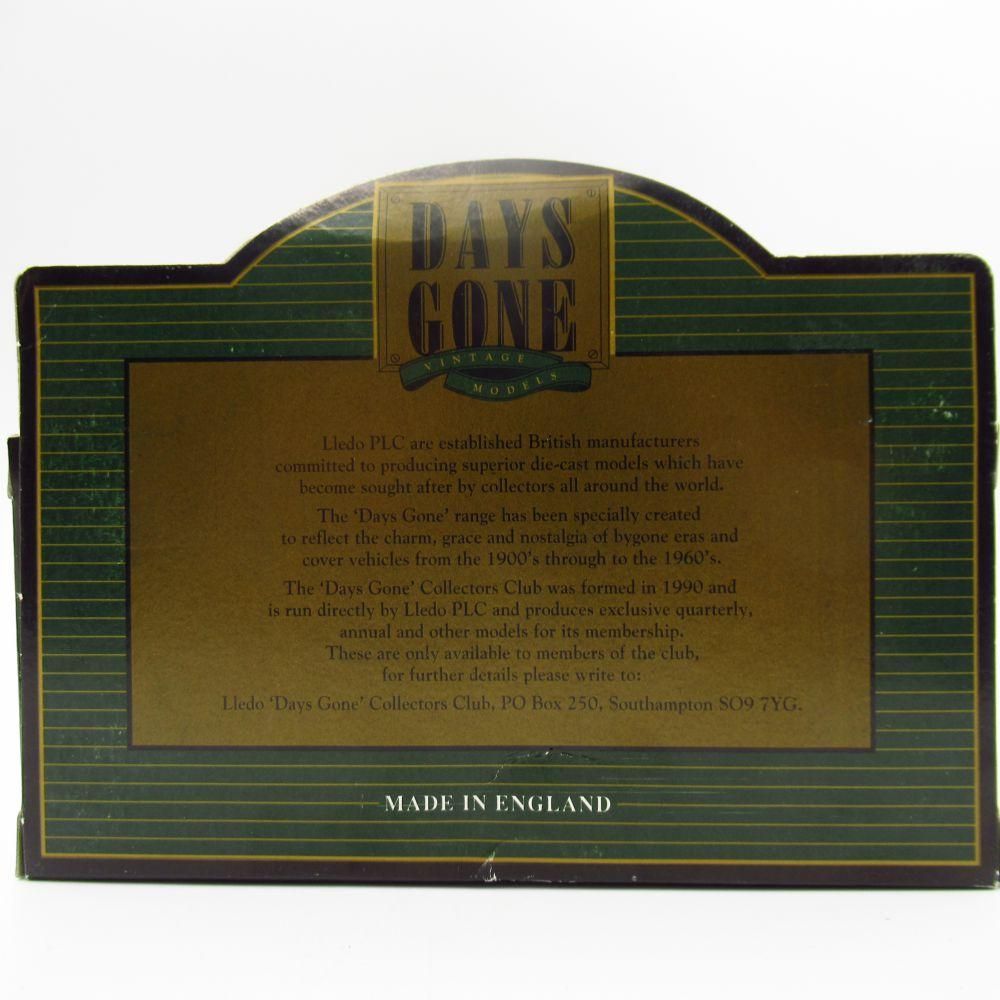 DAYS
GONE
VINTAGE
MODELS
Lledo PLC are established British manufacturers
committed to producing superior die-cast models which have
become sought after by collectors all around the world.
The 'Days Gone' range has been specially created
to reflect the charm, grace and nostalgia of bygone eras and
cover vehicles from the 1900's through to the 1960's.
The 'Days Gone' Collectors Club was formed in 1990 and
is run directly by Lledo PLC and produces exclusive quarterly,
annual and other models for its membership.
These are only available to members of the club,
for further details please write to:
Lledo 'Days Gone' Collectors Club, PO Box 250, Southampton SO9 7YG.
MADE IN ENGLAND